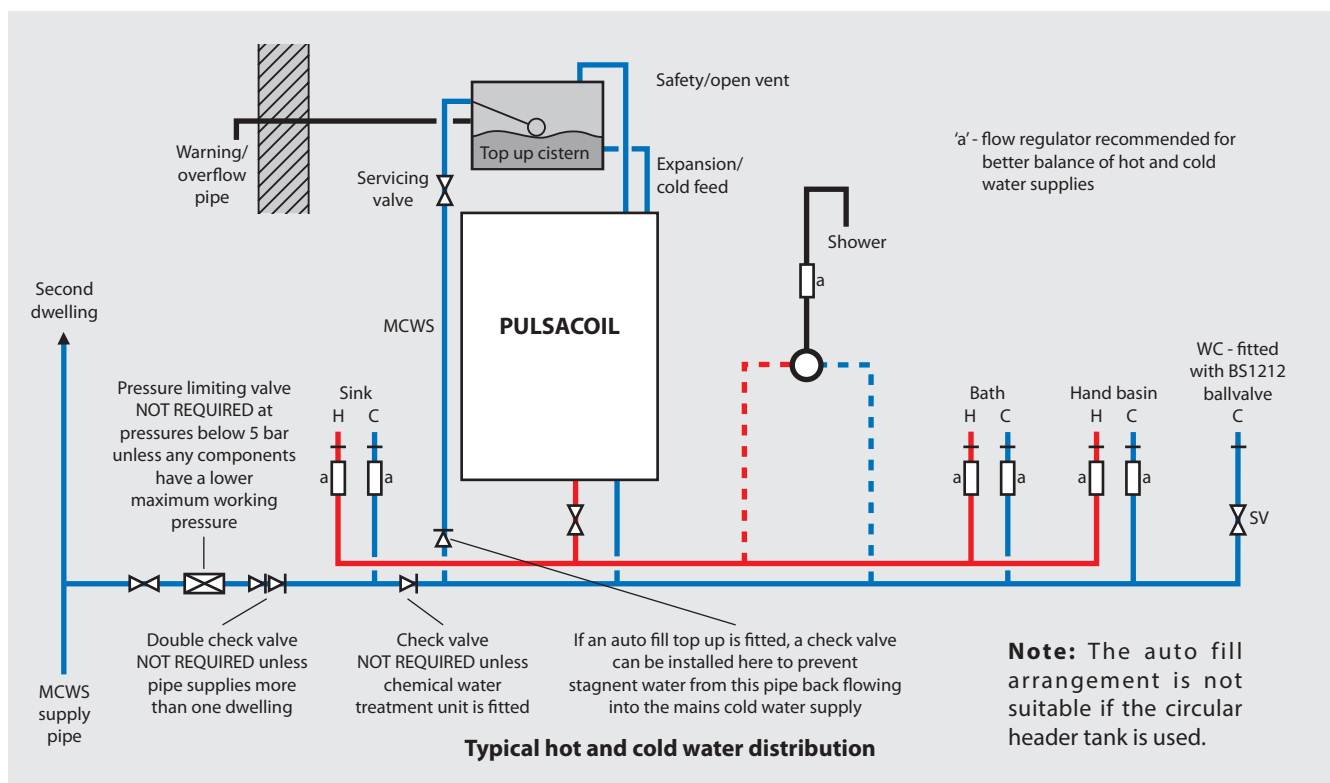 Safety/open vent
'a' - flow regulator recommended for
better balance of hot and cold
water supplies
Warning/
overflow
pipe
Top up cistern
Servicing
valve
Expansion/
cold feed
Shower
a
Second
dwelling
MCWS
PULSACOIL
WC - fitted
with BS1212
ballvalve
C
Pressure limiting valve
NOT REQUIRED at
pressures below 5 bar
unless any components
have a lower
maximum working
pressure
Sink
H C
a a
Bath
H C
a a
Hand basin
H C
a a
SV
Double check valve
NOT REQUIRED unless
pipe supplies more
than one dwelling
Check valve
NOT REQUIRED unless
chemical water
treatment unit is fitted
If an auto fill top up is fitted, a check valve
can be installed here to prevent
stagnent water from this pipe back flowing
into the mains cold water supply
Note: The auto fill
arrangement is not
suitable if the circular
header tank is used.
MCWS
supply
pipe
Typical hot and cold water distribution